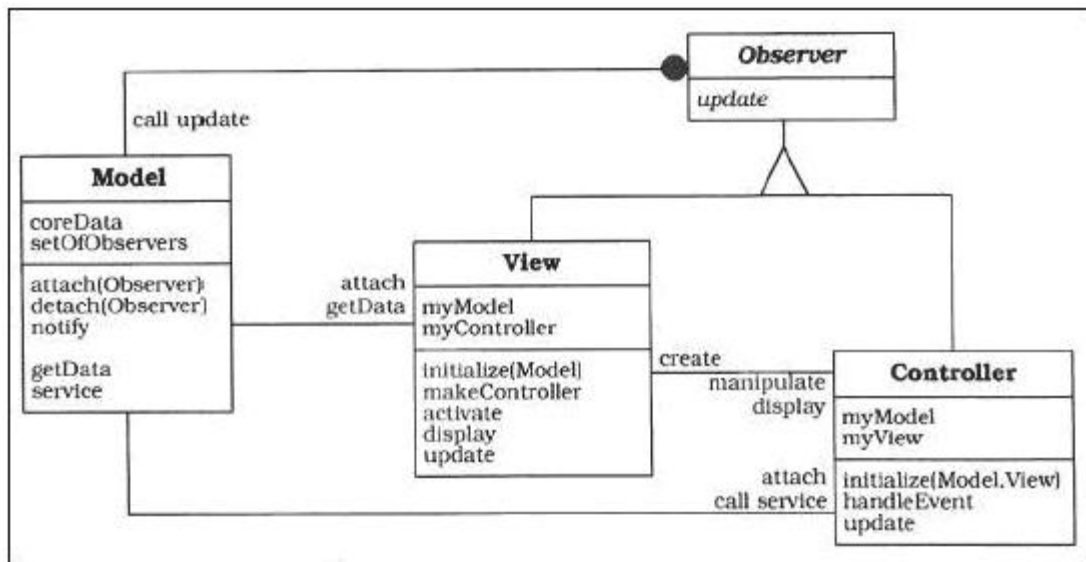 Observer
update
call update
Model
coreData
setOfObservers
attach(Observer)
detach(Observer)
notify
getData
service
attach
getData
View
myModel
myController
initialize(Model)
makeController
activate
display
update
create
manipulate
display
Controller
myModel
myView
initialize(Model,View)
handleEvent
update
attach
call service